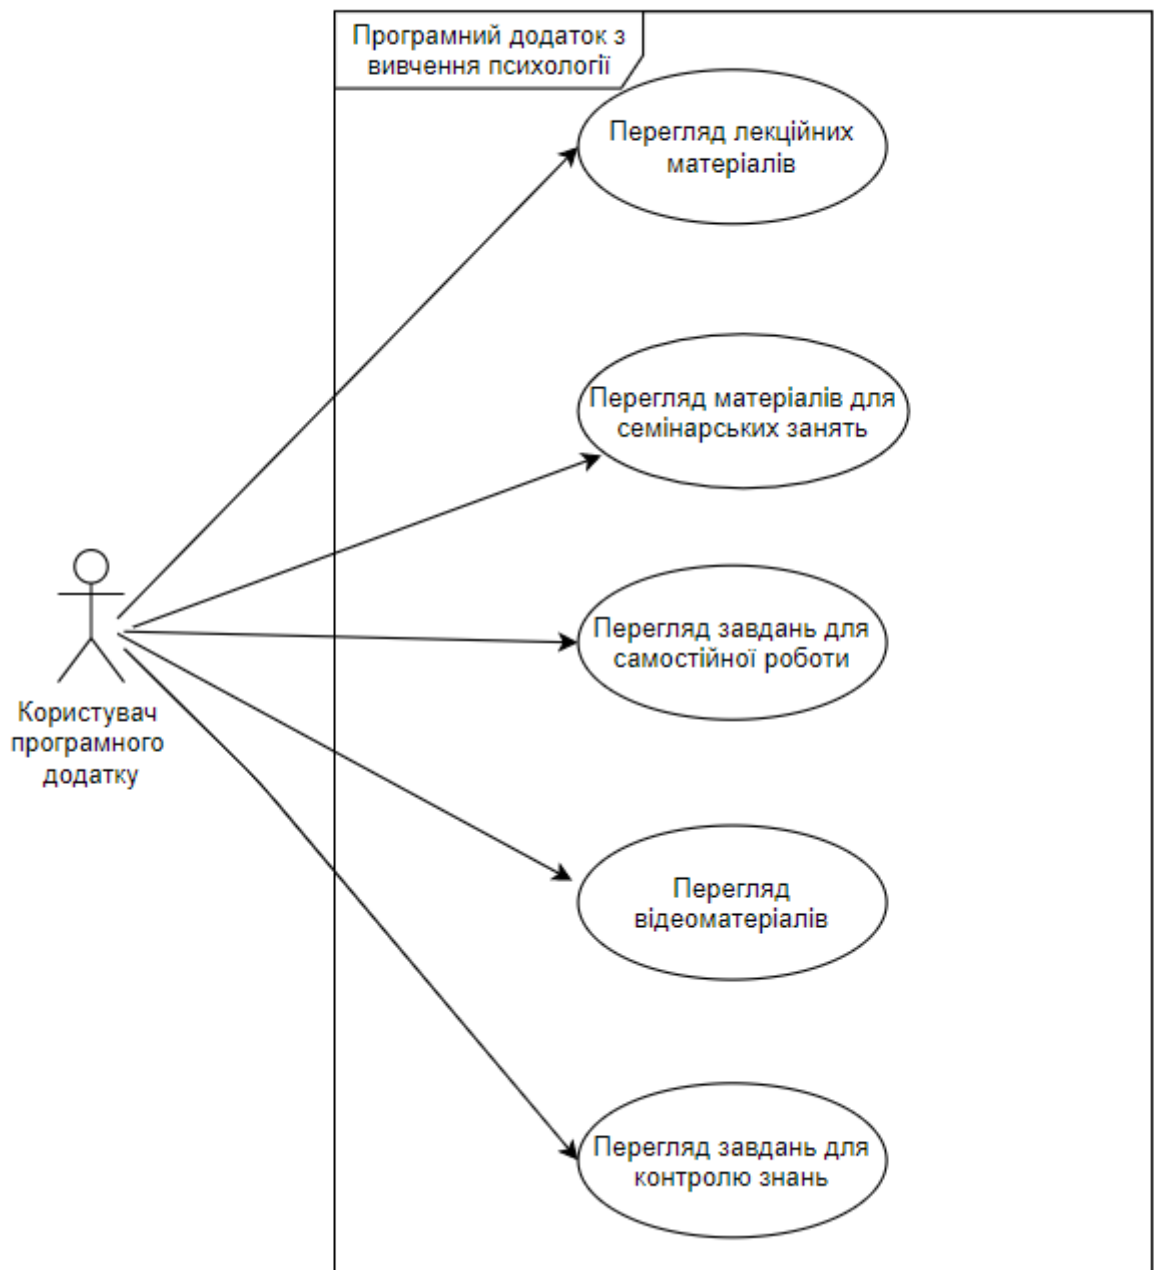 Програмний додаток з
вивчення психології
Перегляд лекційних
матеріалів
Перегляд матеріалів для
семінарських занять
Перегляд завдань для
самостійної роботи
Користувач
програмного
додатку
Перегляд
відеоматеріалів
Перегляд завдань для
контролю знань